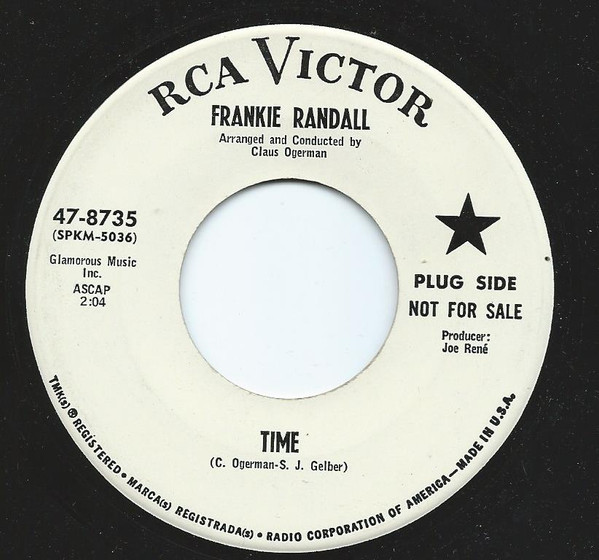 RCA VICTOR
FRANKIE RANDALL
Arranged and Conducted by
Claus Ogerman
47-8735
(SPKM-5036)
Glamorous Music
Inc.
ASCAP
2:04
PLUG SIDE
NOT FOR SALE
Producer:
Joe René
TIME
(C. Ogerman-S. J. Gelber)
TMK(s) ® REGISTERED • MARCA(s) REGISTRADA(s) • RADIO CORPORATION OF AMERICA—MADE IN U.S.A.